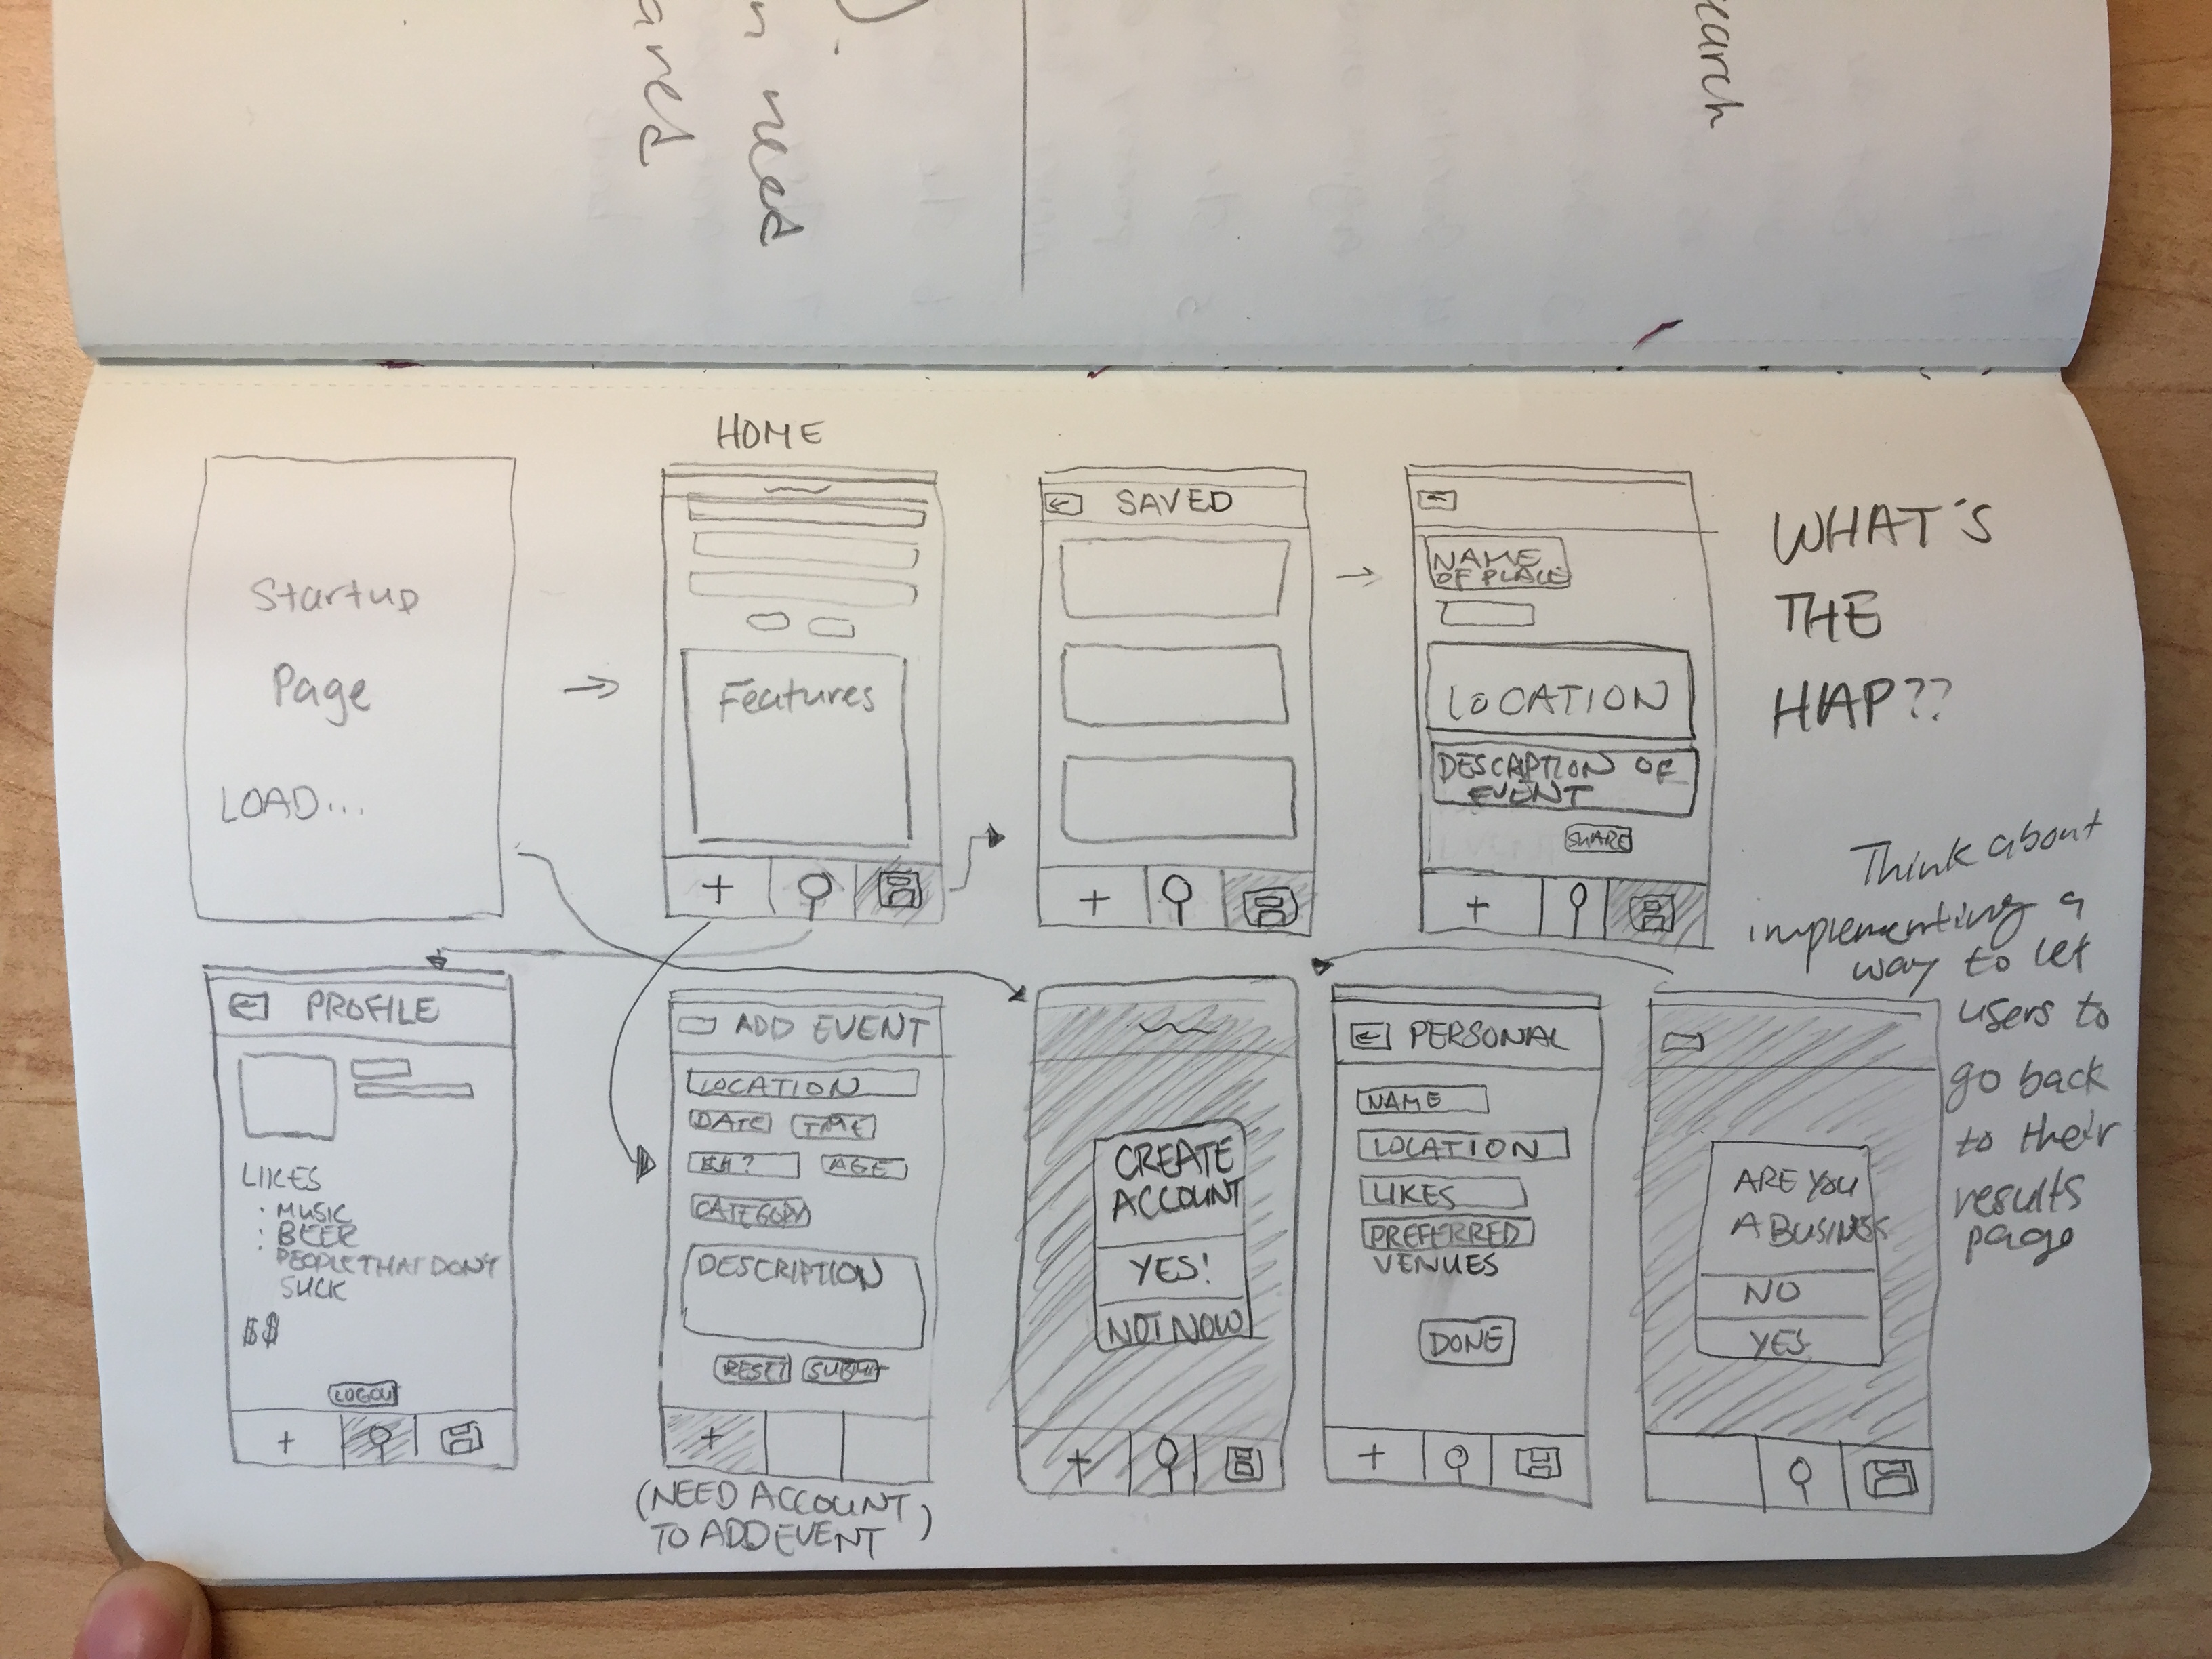 ared
n need
earch
HOME
Startup
Page
LOAD...
Features
SAVED
NAME
OF PLACE
LOCATION
DESCRIPTION OF
EVENT
SHARE
WHAT'S
THE
HAP??
Think about
implementing a
way to let
users to
go back
to their
results
page
PROFILE
LIKES
MUSIC
BEER
PEOPLE THAT DON'T
SUCK
$$
LOGOUT
ADD EVENT
LOCATION
DATE TIME
AGE
CATEGORY
DESCRIPTION
RESET SUBMIT
(NEED ACCOUNT
TO ADD EVENT)
CREATE
ACCOUNT
YES!
NOT NOW
PERSONAL
NAME
LOCATION
LIKES
PREFERRED
VENUES
DONE
ARE YOU
A BUSINESS
NO
YES